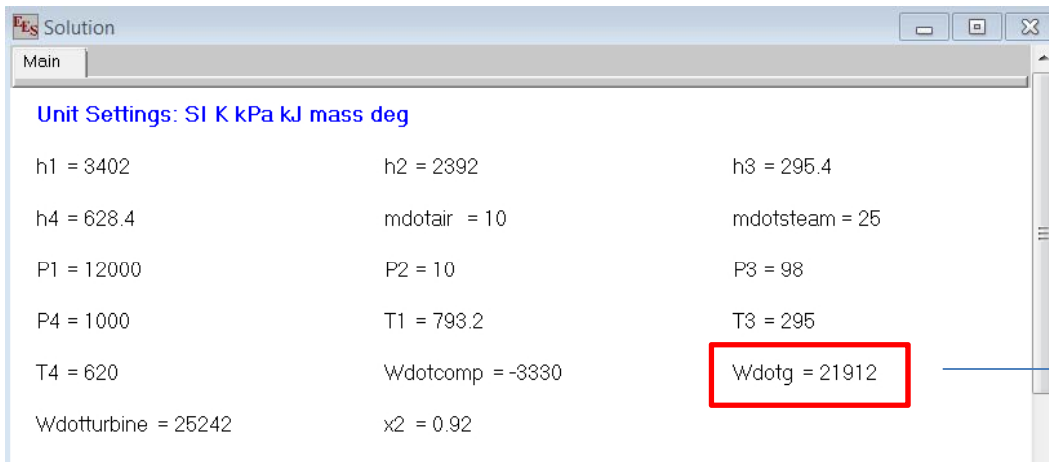 EES Solution
Main
Unit Settings: SI K kPa kJ mass deg
h1 = 3402 h2 = 2392 h3 = 295.4
h4 = 628.4 mdotair = 10 mdotsteam = 25
P1 = 12000 P2 = 10 P3 = 98
P4 = 1000 T1 = 793.2 T3 = 295
T4 = 620 Wdotcomp = -3330 Wdotg = 21912
Wdotturbine = 25242 x2 = 0.92